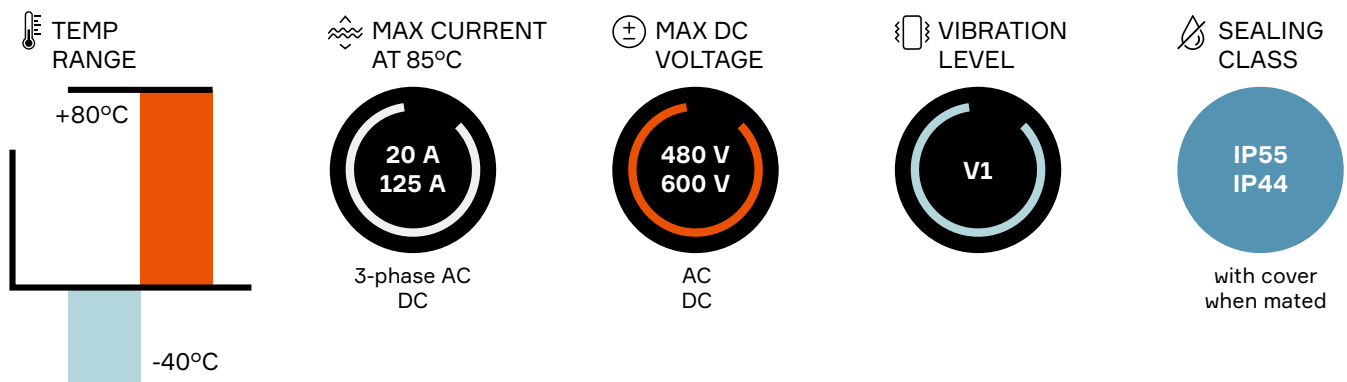 TEMP
RANGE
+80°C
-40°C
MAX CURRENT
AT 85ºC
20 A
125 A
3-phase AC
DC
MAX DC
VOLTAGE
480 V
600 V
AC
DC
VIBRATION
LEVEL
V1
SEALING
CLASS
IP55
IP44
with cover
when mated